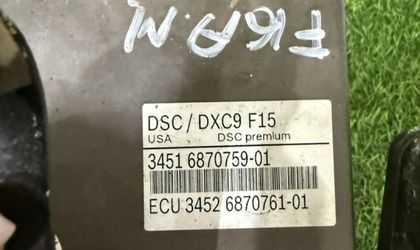 DSC / DXC9 F15
USA DSC premium
3451 6870759-01
ECU 3452 6870761-01